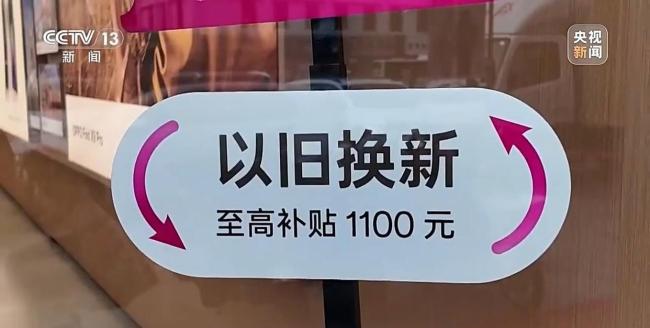 CCTV 13
新闻
央视
新闻
以旧换新
至高补贴 1100 元